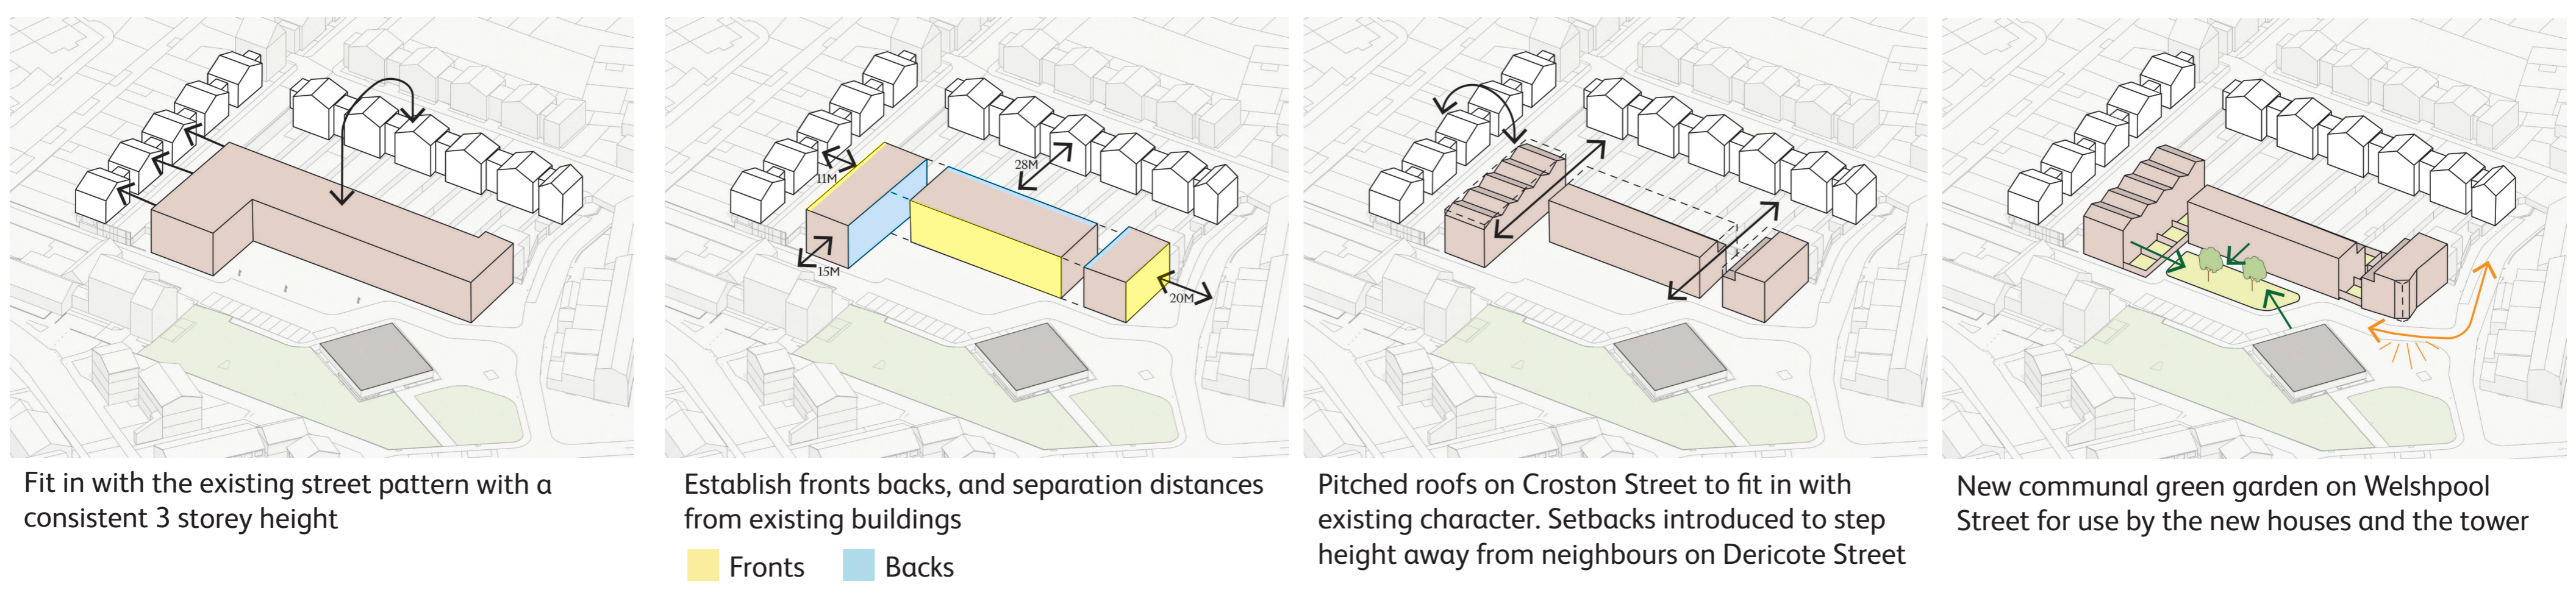 11M
15M
28M
20M
Fit in with the existing street pattern with a
consistent 3 storey height
Establish fronts backs, and separation distances
from existing buildings
Fronts
Backs
Pitched roofs on Croston Street to fit in with
existing character. Setbacks introduced to step
height away from neighbours on Dericote Street
New communal green garden on Welshpool
Street for use by the new houses and the tower